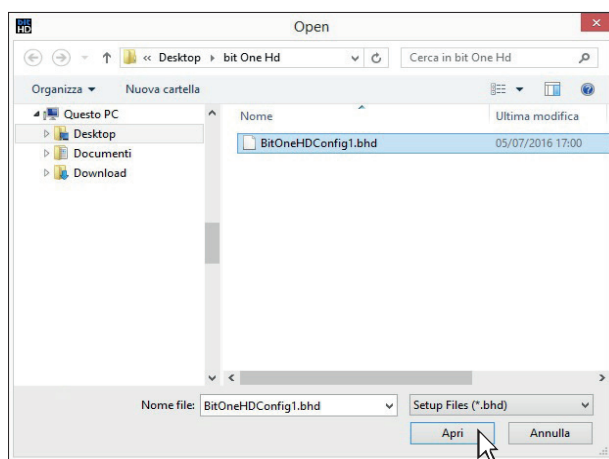 BIT
HD
Open
« Desktop bit One Hd
Cerca in bit One Hd
Organizza
Nuova cartella
Questo PC
Desktop
Documenti
Download
Nome
Ultima modifica
BitOneHDConfig1.bhd
05/07/2016 17:00
Nome file:
BitOneHDConfig1.bhd
Setup Files (*.bhd)
Apri
Annulla